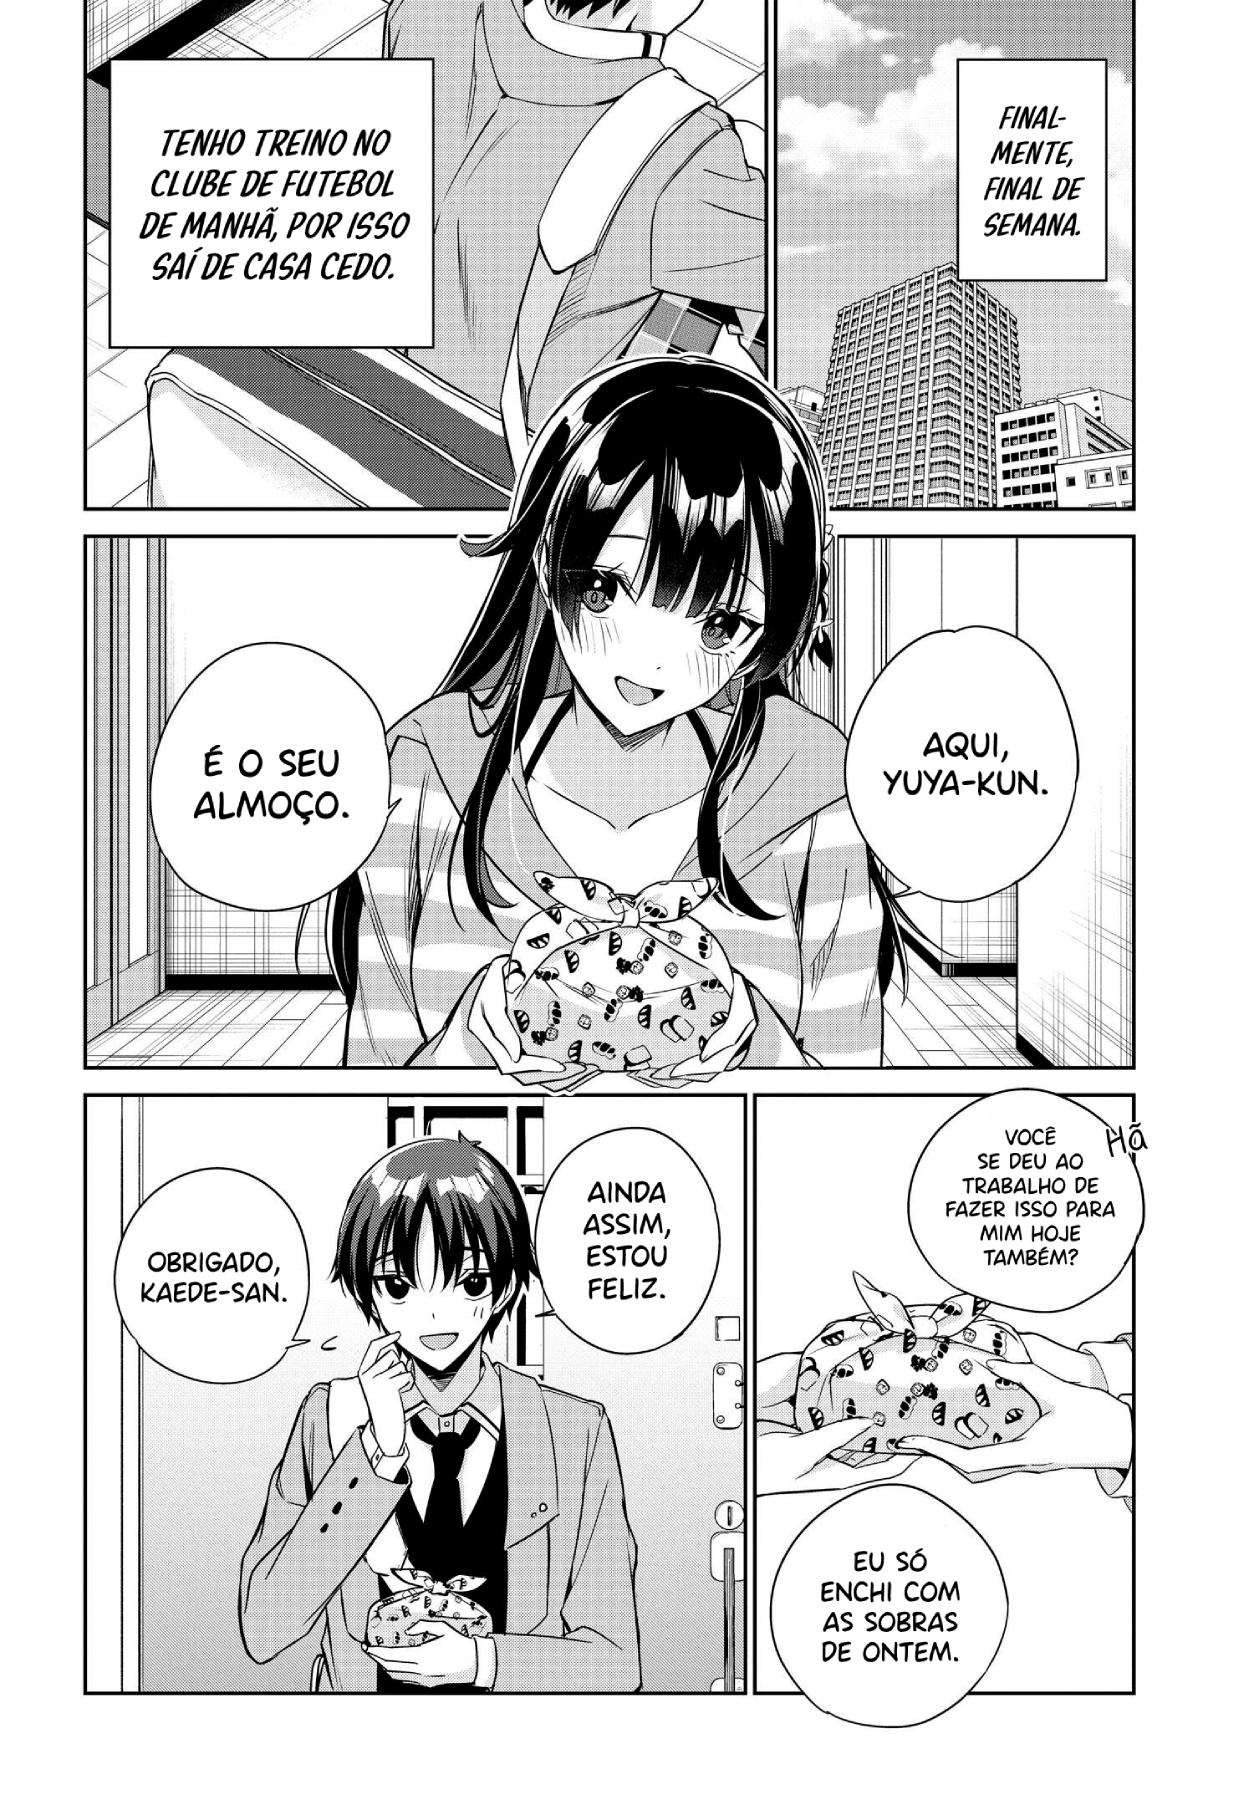 FINAL-
MENTE,
FINAL DE
SEMANA.
TENHO TREINO NO
CLUBE DE FUTEBOL
DE MANHÃ, POR ISSO
SAÍ DE CASA CEDO.
AQUI,
YUYA-KUN.
É O SEU
ALMOÇO.
Hã
VOCÊ
SE DEU AO
TRABALHO DE
FAZER ISSO PARA
MIM HOJE
TAMBÉM?
EU SÓ
ENCHI COM
AS SOBRAS
DE ONTEM.
AINDA
ASSIM,
ESTOU
FELIZ.
OBRIGADO,
KAEDE-SAN.